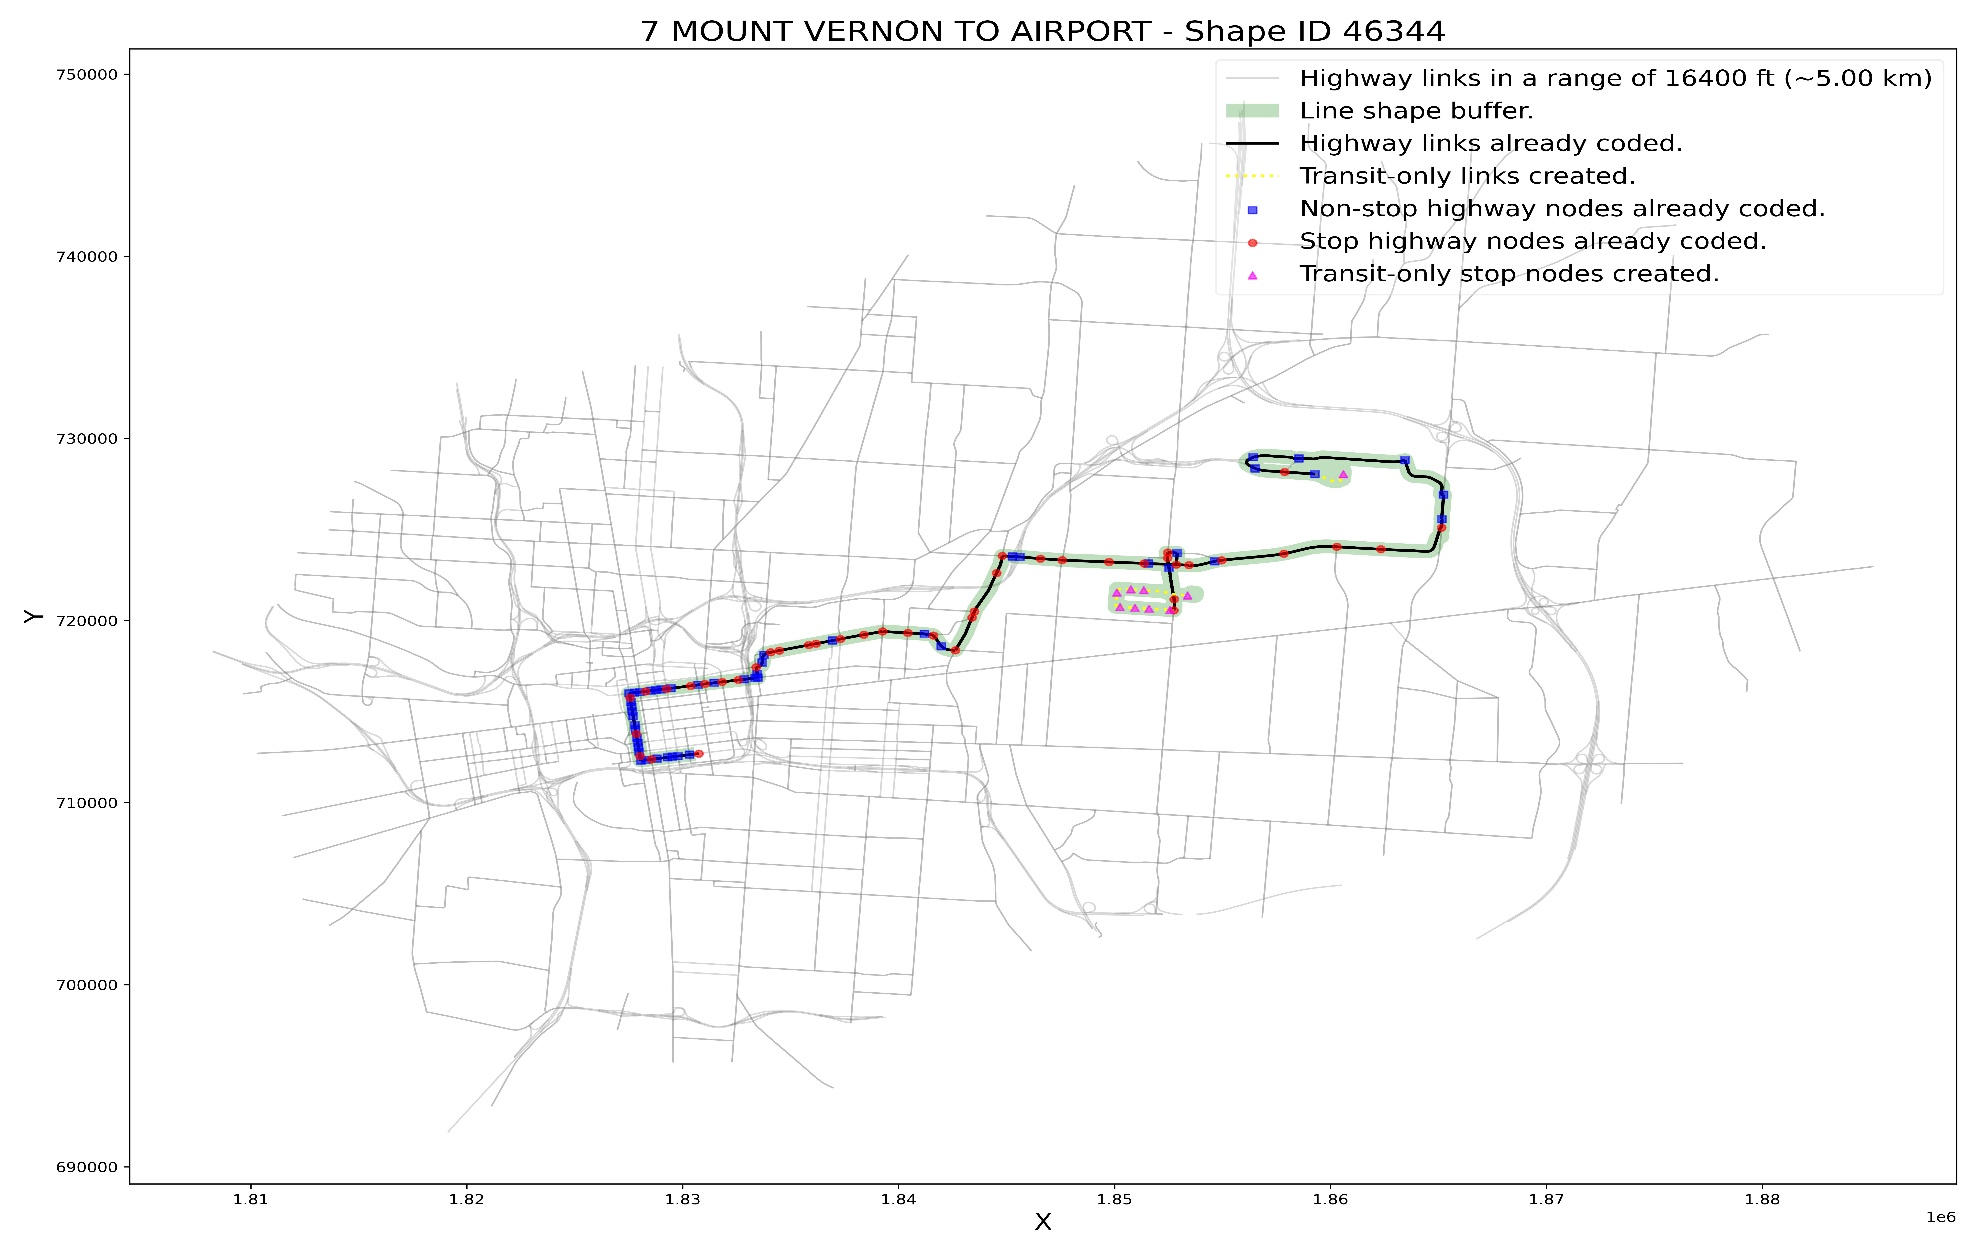 7 MOUNT VERNON TO AIRPORT - Shape ID 46344
Highway links in a range of 16400 ft (~5.00 km)
Line shape buffer.
Highway links already coded.
Transit-only links created.
Non-stop highway nodes already coded.
Stop highway nodes already coded.
Transit-only stop nodes created.
750000
740000
730000
720000
710000
700000
690000
Y
1.81 1.82 1.83 1.84 1.85 1.86 1.87 1.88
1e6
X